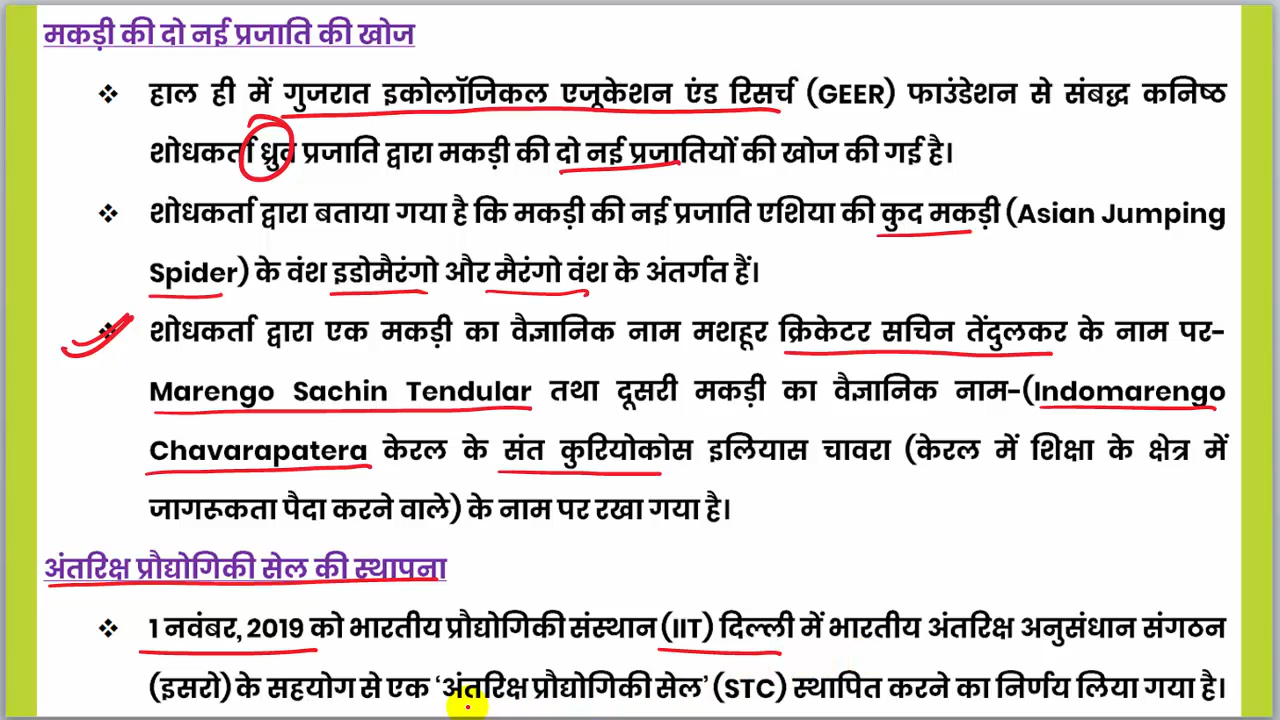 मकड़ी की दो नई प्रजाति की खोज
❖ हाल ही में गुजरात इकोलॉजिकल एजूकेशन एंड रिसर्च (GEER) फाउंडेशन से संबद्ध कनिष्ठ
शोधकर्ता ध्रुव प्रजाति द्वारा मकड़ी की दो नई प्रजातियों की खोज की गई है।
❖ शोधकर्ता द्वारा बताया गया है कि मकड़ी की नई प्रजाति एशिया की कुद मकड़ी (Asian Jumping
Spider) के वंश इडोमैरंगो और मैरंगो वंश के अंतर्गत हैं।
❖ शोधकर्ता द्वारा एक मकड़ी का वैज्ञानिक नाम मशहूर क्रिकेटर सचिन तेंदुलकर के नाम पर-
Marengo Sachin Tendular तथा दूसरी मकड़ी का वैज्ञानिक नाम-(Indomarengo
Chavarapatera केरल के संत कुरियोकोस इलियास चावरा (केरल में शिक्षा के क्षेत्र में
जागरूकता पैदा करने वाले) के नाम पर रखा गया है।
अंतरिक्ष प्रौद्योगिकी सेल की स्थापना
❖ 1 नवंबर, 2019 को भारतीय प्रौद्योगिकी संस्थान (IIT) दिल्ली में भारतीय अंतरिक्ष अनुसंधान संगठन
(इसरो) के सहयोग से एक ‘अंतरिक्ष प्रौद्योगिकी सेल’ (STC) स्थापित करने का निर्णय लिया गया है।